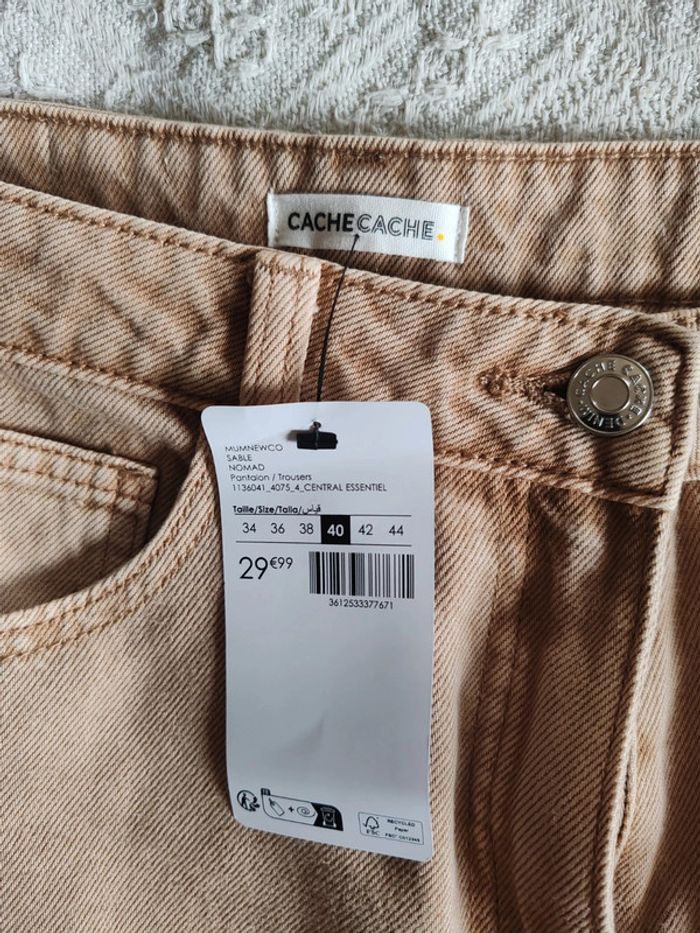 CACHECACHE.
CACHE CACHE DENIM
MUMNEWCO
SABLE
NOMAD
Pantalon / Trousers
1136041_4075_4_CENTRAL ESSENTIEL
Taille/Size/Talla/قياس
34 36 38 40 42 44
29€99
3612533377671
FSC
RECYCLED
Paper